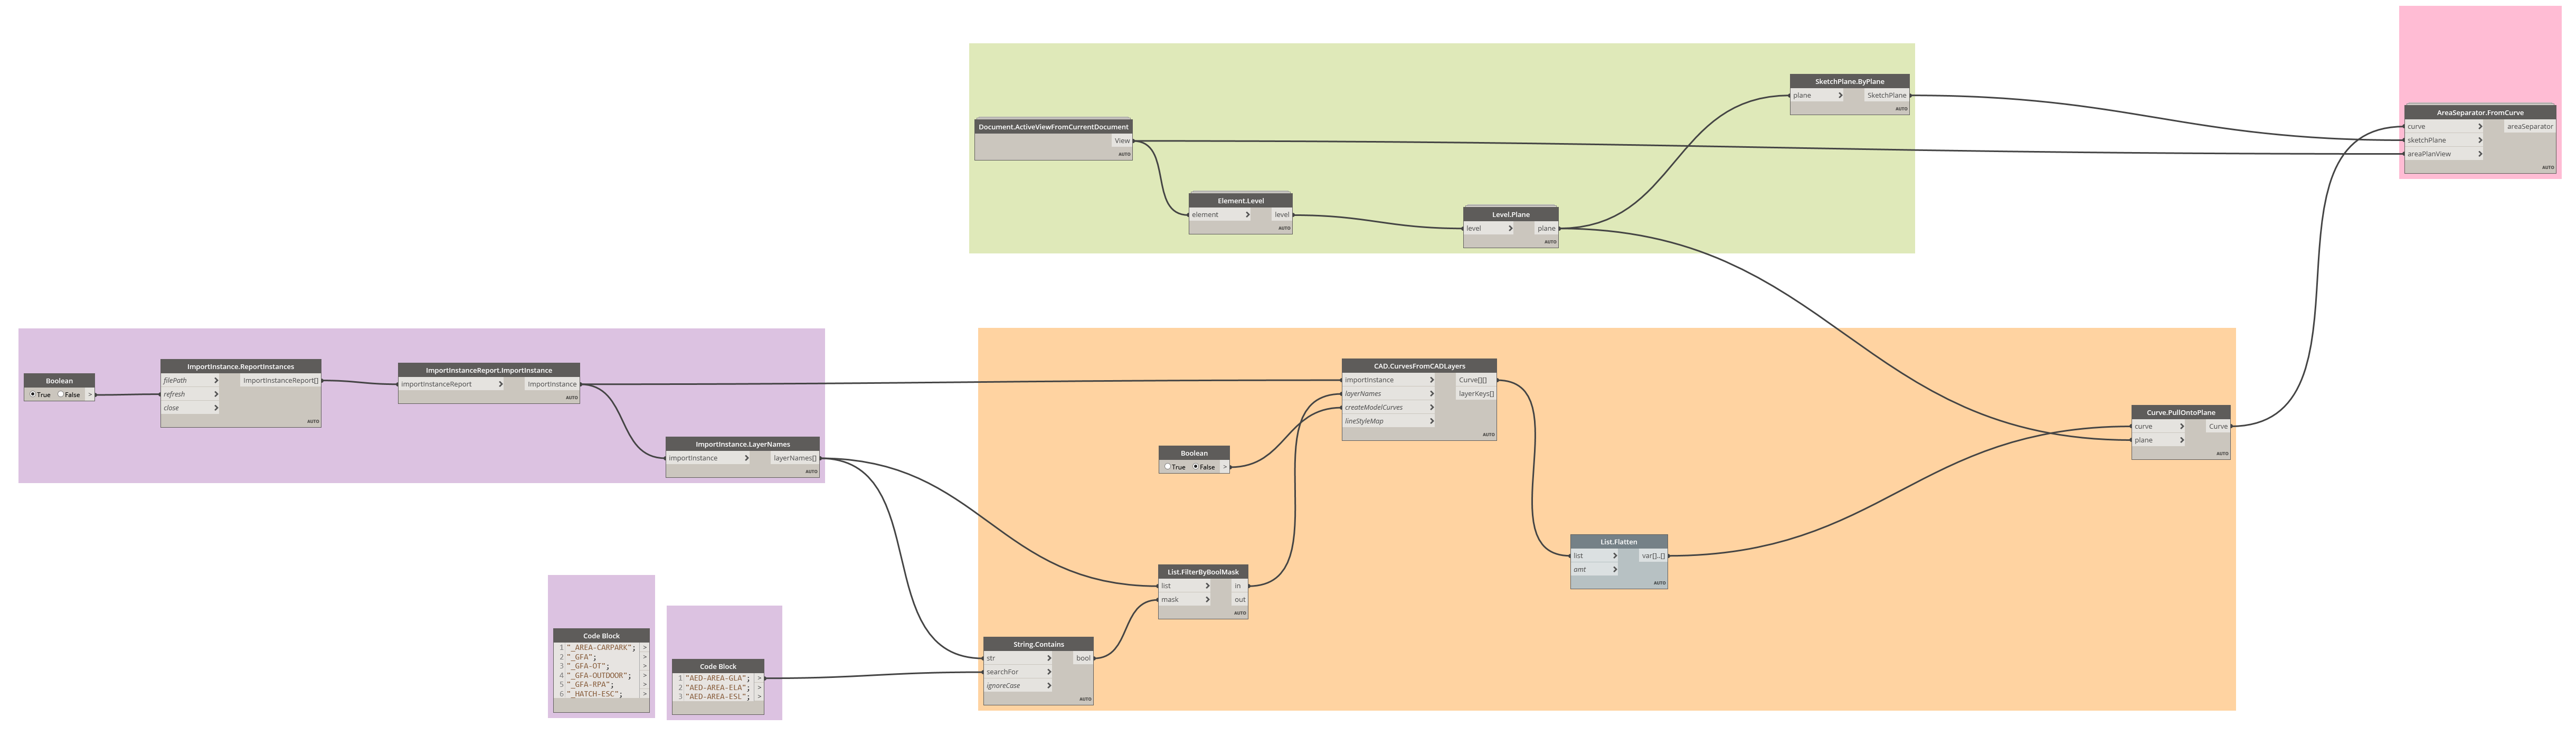 SketchPlane.ByPlane
plane > SketchPlane
AUTO
AreaSeparator.FromCurve
curve > areaSeparator
sketchPlane >
areaPlanView >
AUTO
Document.ActiveViewFromCurrentDocument
View
AUTO
Element.Level
element > level
AUTO
Level.Plane
level > plane
AUTO
Boolean
True False >
ImportInstance.ReportInstances
filePath > ImportInstanceReport[]
refresh >
close >
AUTO
ImportInstanceReport.ImportInstance
importInstanceReport > ImportInstance
AUTO
ImportInstance.LayerNames
importInstance > layerNames[]
AUTO
CAD.CurvesFromCADLayers
importInstance > Curve[][]
layerNames > layerKeys[]
createModelCurves >
lineStyleMap >
AUTO
Boolean
True False >
Curve.PullOntoPlane
curve > Curve
plane >
AUTO
List.Flatten
list > var[]..[]
amt >
AUTO
List.FilterByBoolMask
list > in
mask > out
AUTO
String.Contains
str > bool
searchFor >
ignoreCase >
AUTO
Code Block
1 "_AREA-CARPARK"; >
2 "_GFA"; >
3 "_GFA-OT"; >
4 "_GFA-OUTDOOR"; >
5 "_GFA-RPA"; >
6 "_HATCH-ESC"; >
Code Block
1 "AED-AREA-GLA"; >
2 "AED-AREA-ELA"; >
3 "AED-AREA-ESL"; >